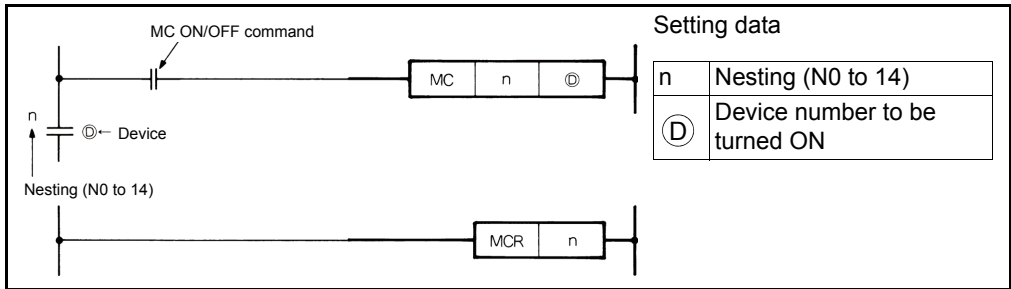 MC ON/OFF command
MC n Ⓓ
n
Ⓓ← Device
Nesting (N0 to 14)
MCR n
Setting data
n Nesting (N0 to 14)
Ⓓ Device number to be
turned ON